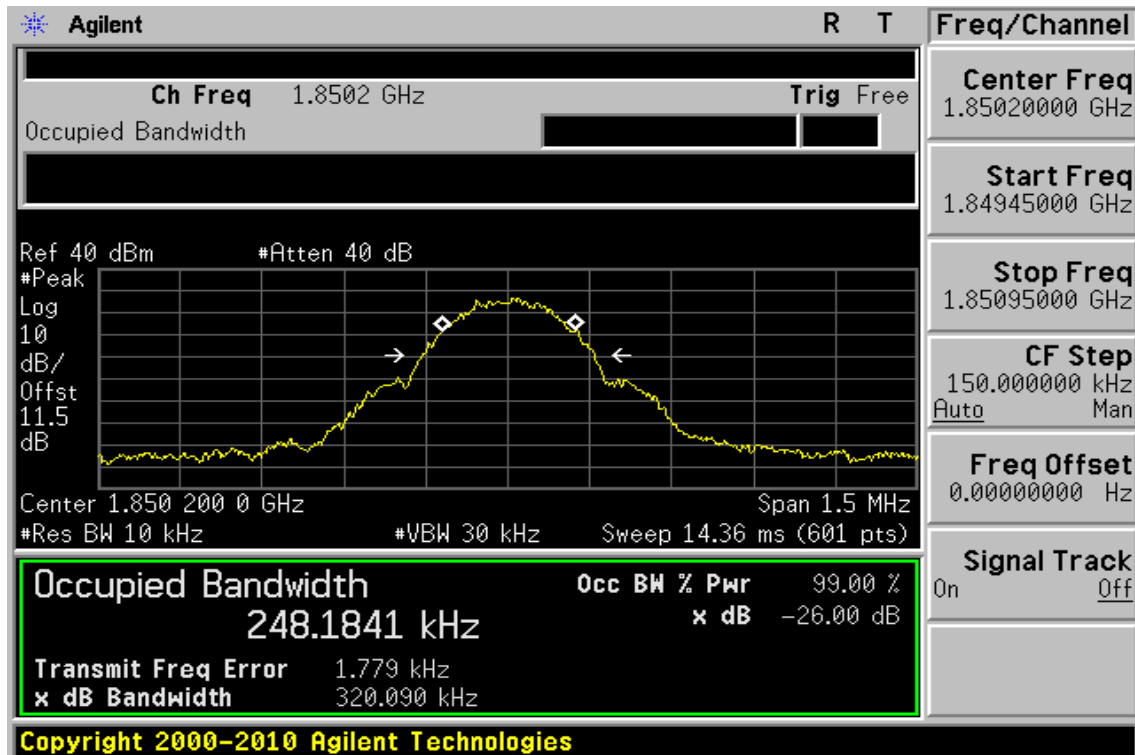 Agilent R T Freq/Channel
Ch Freq 1.8502 GHz Trig Free
Occupied Bandwidth
Center Freq
1.85020000 GHz
Start Freq
1.84945000 GHz
Stop Freq
1.85095000 GHz
CF Step
150.000000 kHz
Auto Man
Freq Offset
0.00000000 Hz
Signal Track
On Off
Ref 40 dBm #Atten 40 dB
#Peak
Log
10
dB/
Offst
11.5
dB
Center 1.850 200 0 GHz Span 1.5 MHz
#Res BW 10 kHz #VBW 30 kHz Sweep 14.36 ms (601 pts)
Occupied Bandwidth Occ BW % Pwr 99.00 %
248.1841 kHz x dB -26.00 dB
Transmit Freq Error 1.779 kHz
x dB Bandwidth 320.090 kHz
Copyright 2000-2010 Agilent Technologies